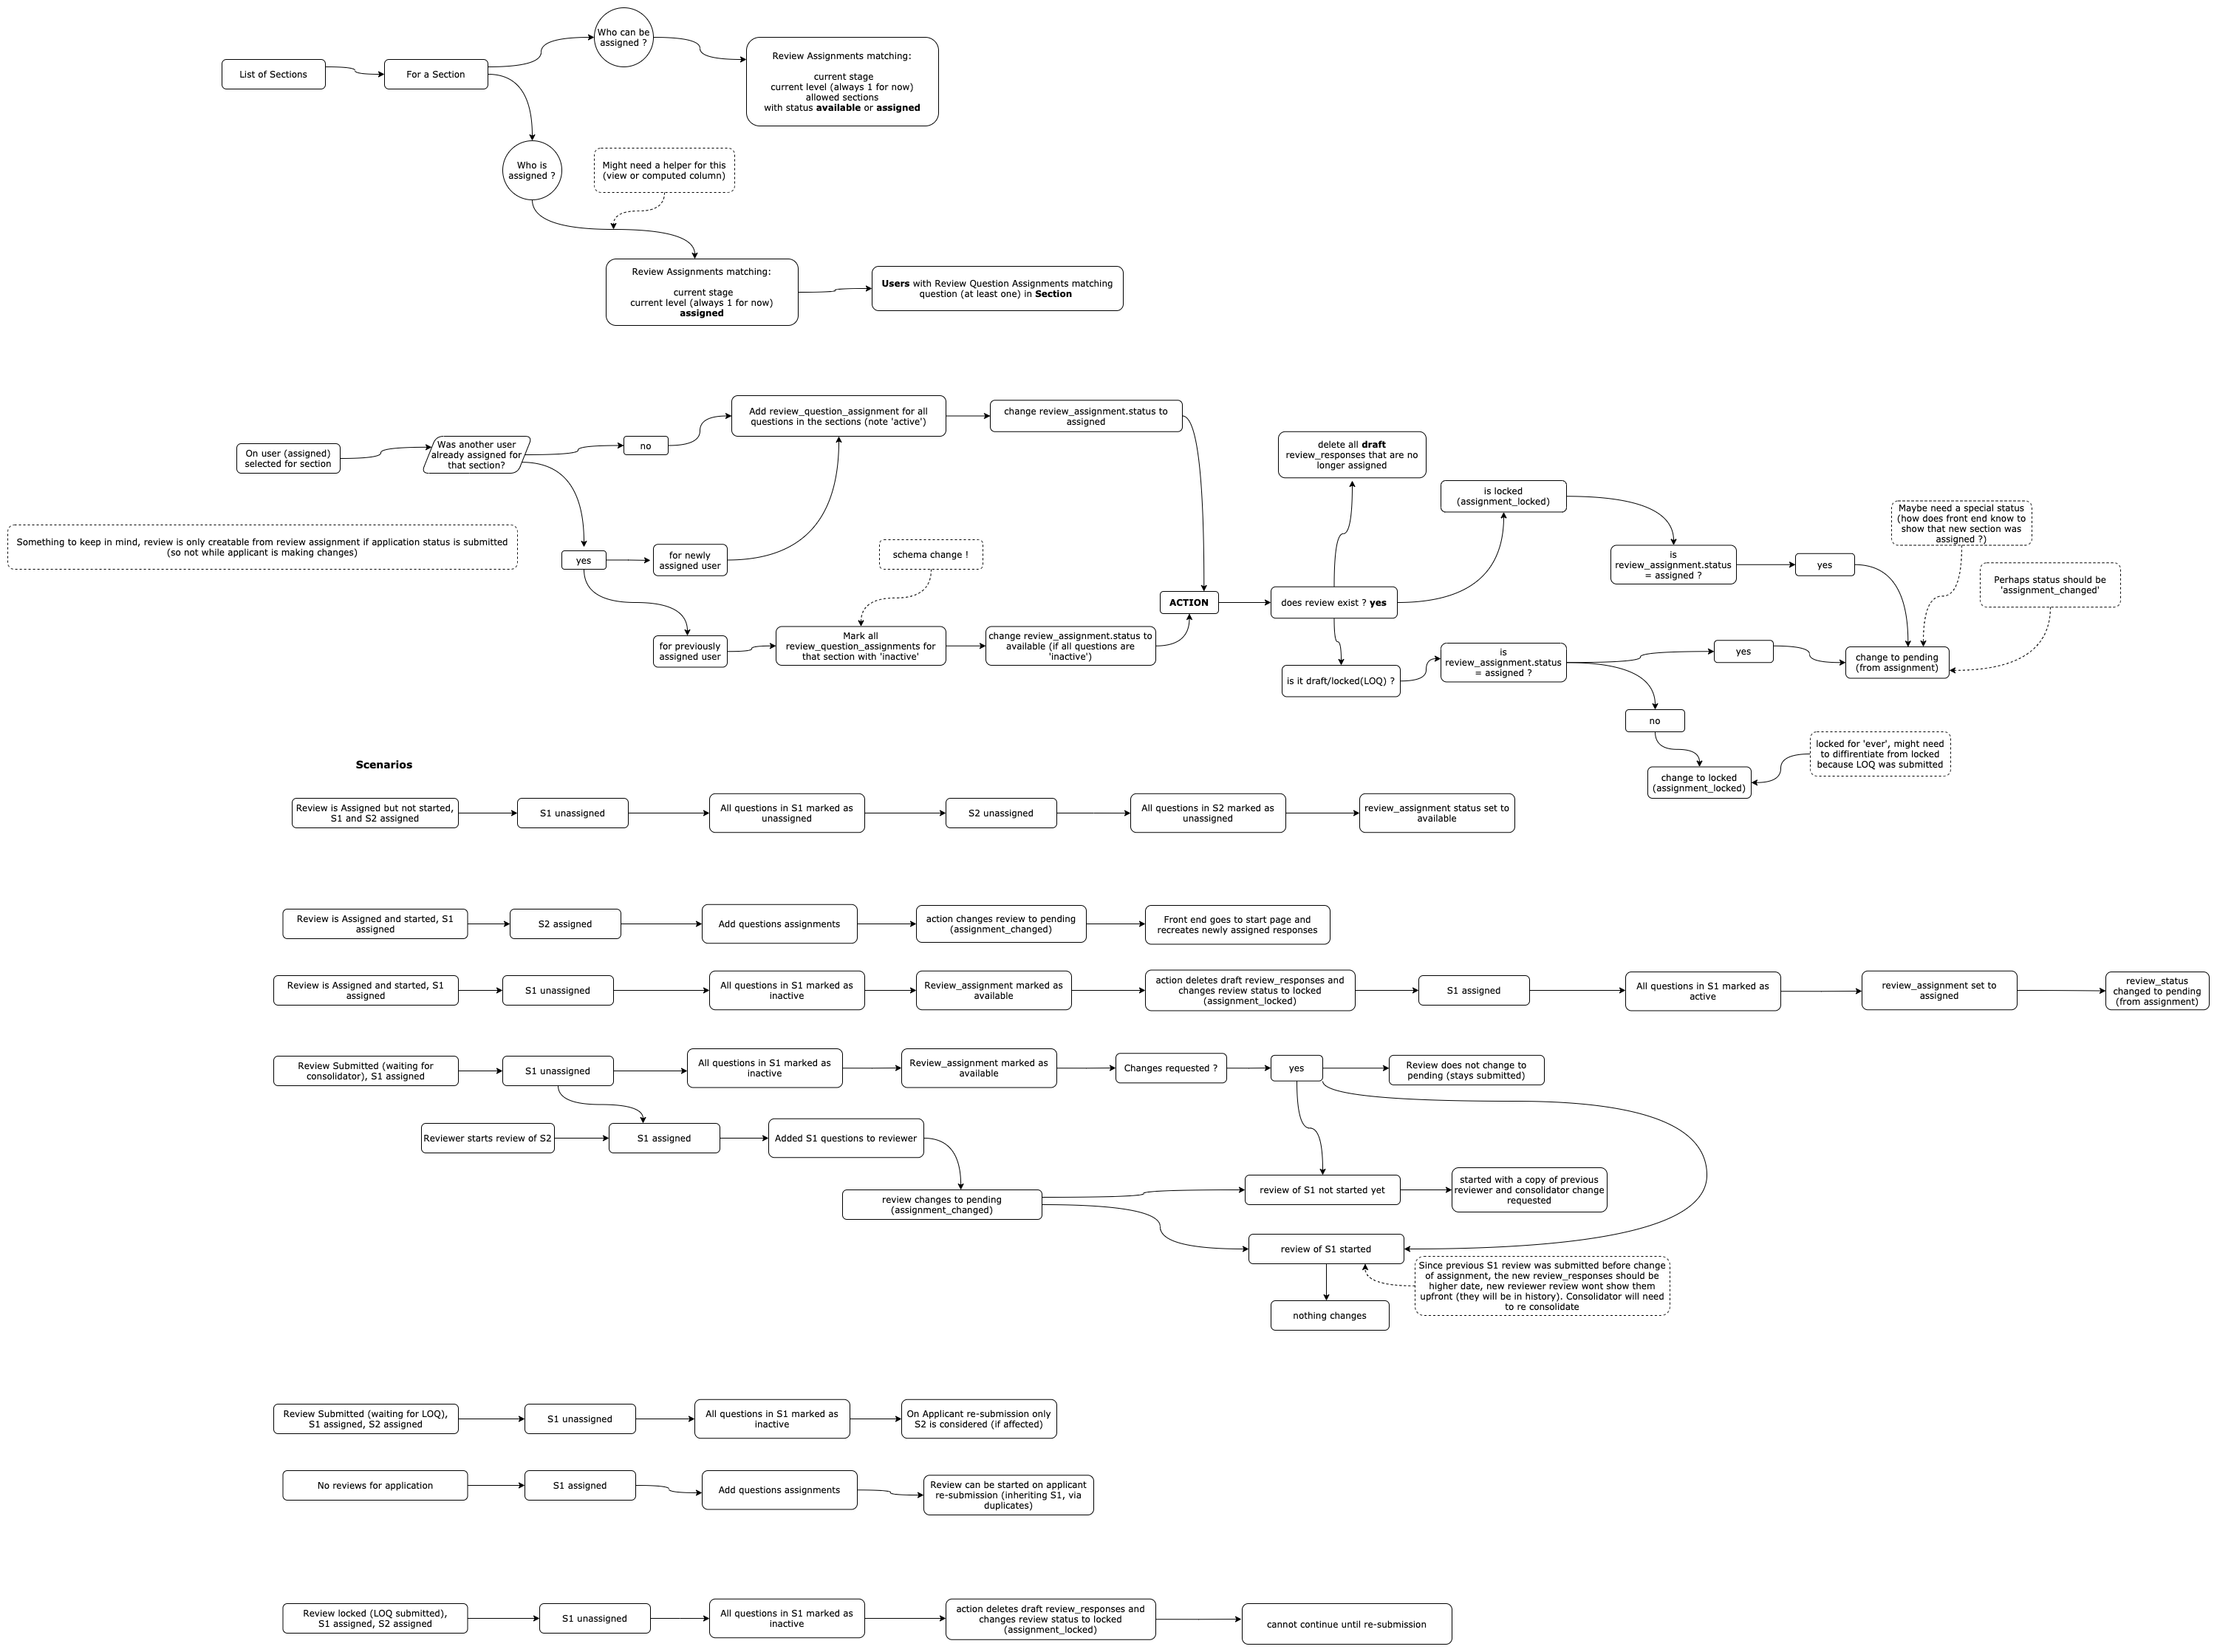 Who can be
assigned ?
List of Sections
For a Section
Review Assignments matching:
current stage
current level (always 1 for now)
allowed sections
with status available or assigned
Who is
assigned ?
Might need a helper for this
(view or computed column)
Review Assignments matching:
current stage
current level (always 1 for now)
assigned
Users with Review Question Assignments matching
question (at least one) in Section
On user (assigned)
selected for section
Was another user
already assigned for
that section?
no
Add review_question_assignment for all
questions in the sections (note 'active')
change review_assignment.status to
assigned
Something to keep in mind, review is only creatable from review assignment if application status is submitted
(so not while applicant is making changes)
yes
for newly
assigned user
schema change !
for previously
assigned user
Mark all
review_question_assignments for
that section with 'inactive'
change review_assignment.status to
available (if all questions are
'inactive')
ACTION
does review exist ? yes
delete all draft
review_responses that are no
longer assigned
is locked
(assignment_locked)
is
review_assignment.status
= assigned ?
yes
Maybe need a special status
(how does front end know to
show that new section was
assigned ?)
Perhaps status should be
'assignment_changed'
is it draft/locked(LOQ) ?
is
review_assignment.status
= assigned ?
yes
change to pending
(from assignment)
no
change to locked
(assignment_locked)
locked for 'ever', might need
to diffirentiate from locked
because LOQ was submitted
Scenarios
Review is Assigned but not started,
S1 and S2 assigned
S1 unassigned
All questions in S1 marked as
unassigned
S2 unassigned
All questions in S2 marked as
unassigned
review_assignment status set to
available
Review is Assigned and started, S1
assigned
S2 assigned
Add questions assignments
action changes review to pending
(assignment_changed)
Front end goes to start page and
recreates newly assigned responses
Review is Assigned and started, S1
assigned
S1 unassigned
All questions in S1 marked as
inactive
Review_assignment marked as
available
action deletes draft review_responses and
changes review status to locked
(assignment_locked)
S1 assigned
All questions in S1 marked as
active
review_assignment set to
assigned
review_status
changed to pending
(from assignment)
Review Submitted (waiting for
consolidator), S1 assigned
S1 unassigned
All questions in S1 marked as
inactive
Review_assignment marked as
available
Changes requested ?
yes
Review does not change to
pending (stays submitted)
Reviewer starts review of S2
S1 assigned
Added S1 questions to reviewer
review changes to pending
(assignment_changed)
review of S1 not started yet
started with a copy of previous
reviewer and consolidator change
requested
review of S1 started
Since previous S1 review was submitted before change
of assignment, the new review_responses should be
higher date, new reviewer review wont show them
upfront (they will be in history). Consolidator will need
to re consolidate
nothing changes
Review Submitted (waiting for LOQ),
S1 assigned, S2 assigned
S1 unassigned
All questions in S1 marked as
inactive
On Applicant re-submission only
S2 is considered (if affected)
No reviews for application
S1 assigned
Add questions assignments
Review can be started on applicant
re-submission (inheriting S1, via
duplicates)
Review locked (LOQ submitted),
S1 assigned, S2 assigned
S1 unassigned
All questions in S1 marked as
inactive
action deletes draft review_responses and
changes review status to locked
(assignment_locked)
cannot continue until re-submission